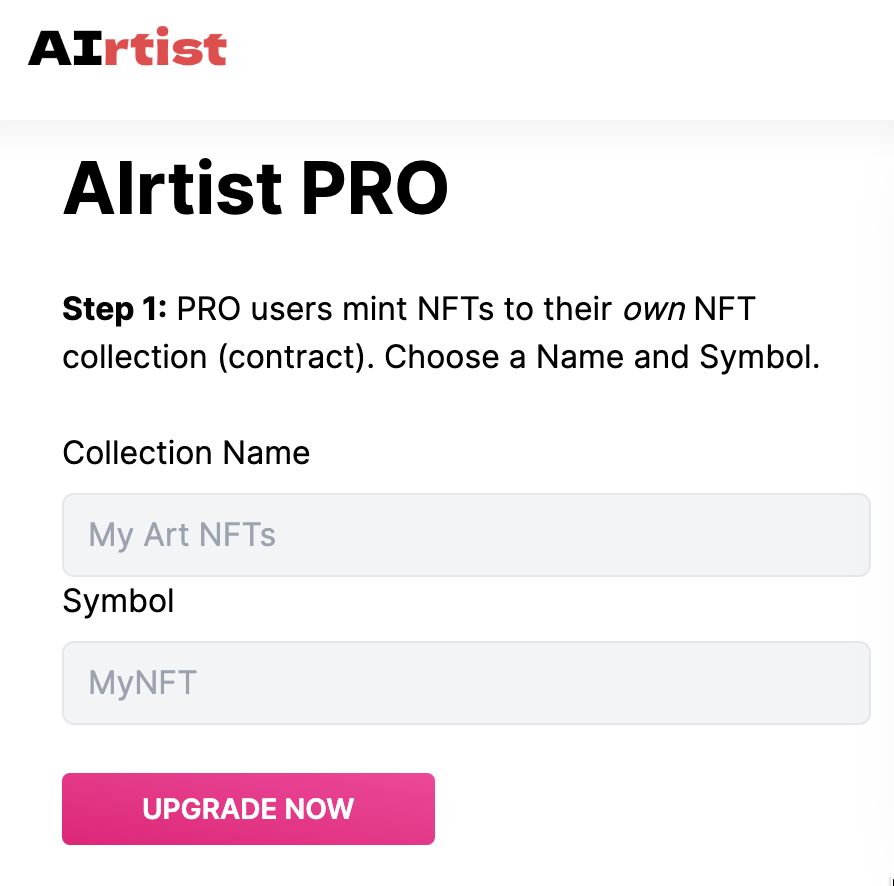 AIrtist
AIrtist PRO
Step 1: PRO users mint NFTs to their own NFT
collection (contract). Choose a Name and Symbol.
Collection Name
My Art NFTs
Symbol
MyNFT
UPGRADE NOW